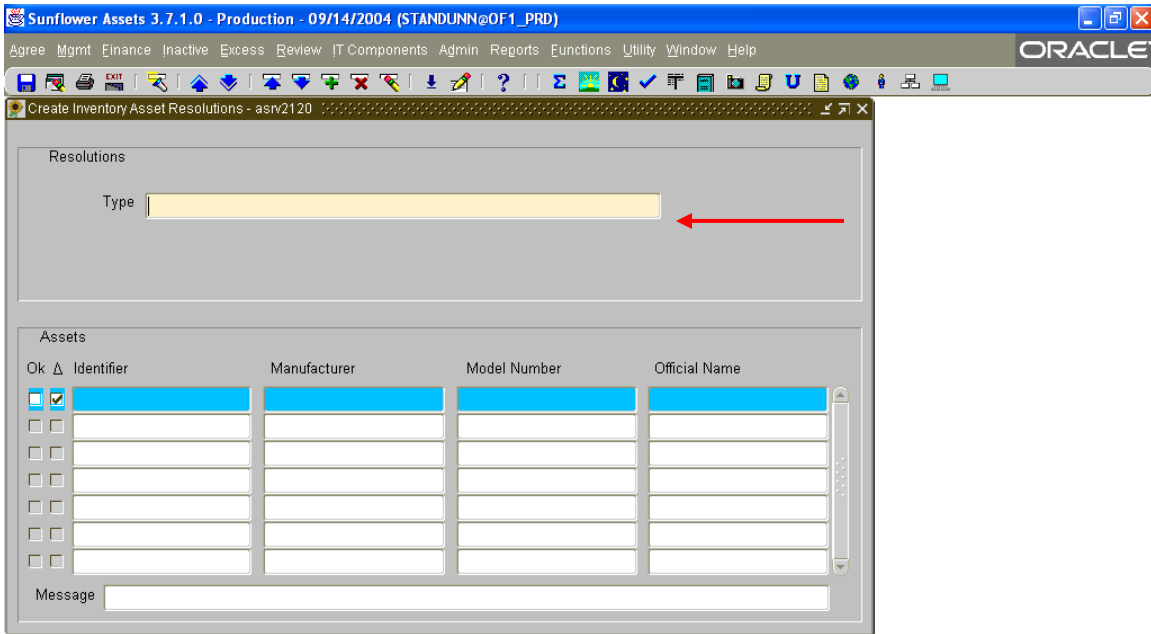 Sunflower Assets 3.7.1.0 - Production - 09/14/2004 (STANDUNN@OF1_PRD)
Agree Mgmt Finance Inactive Excess Review IT Components Admin Reports Functions Utility Window Help ORACLE
EXIT ? Σ U
Create Inventory Asset Resolutions - asrv2120
Resolutions
Type
Assets
Ok Δ Identifier Manufacturer Model Number Official Name
Message